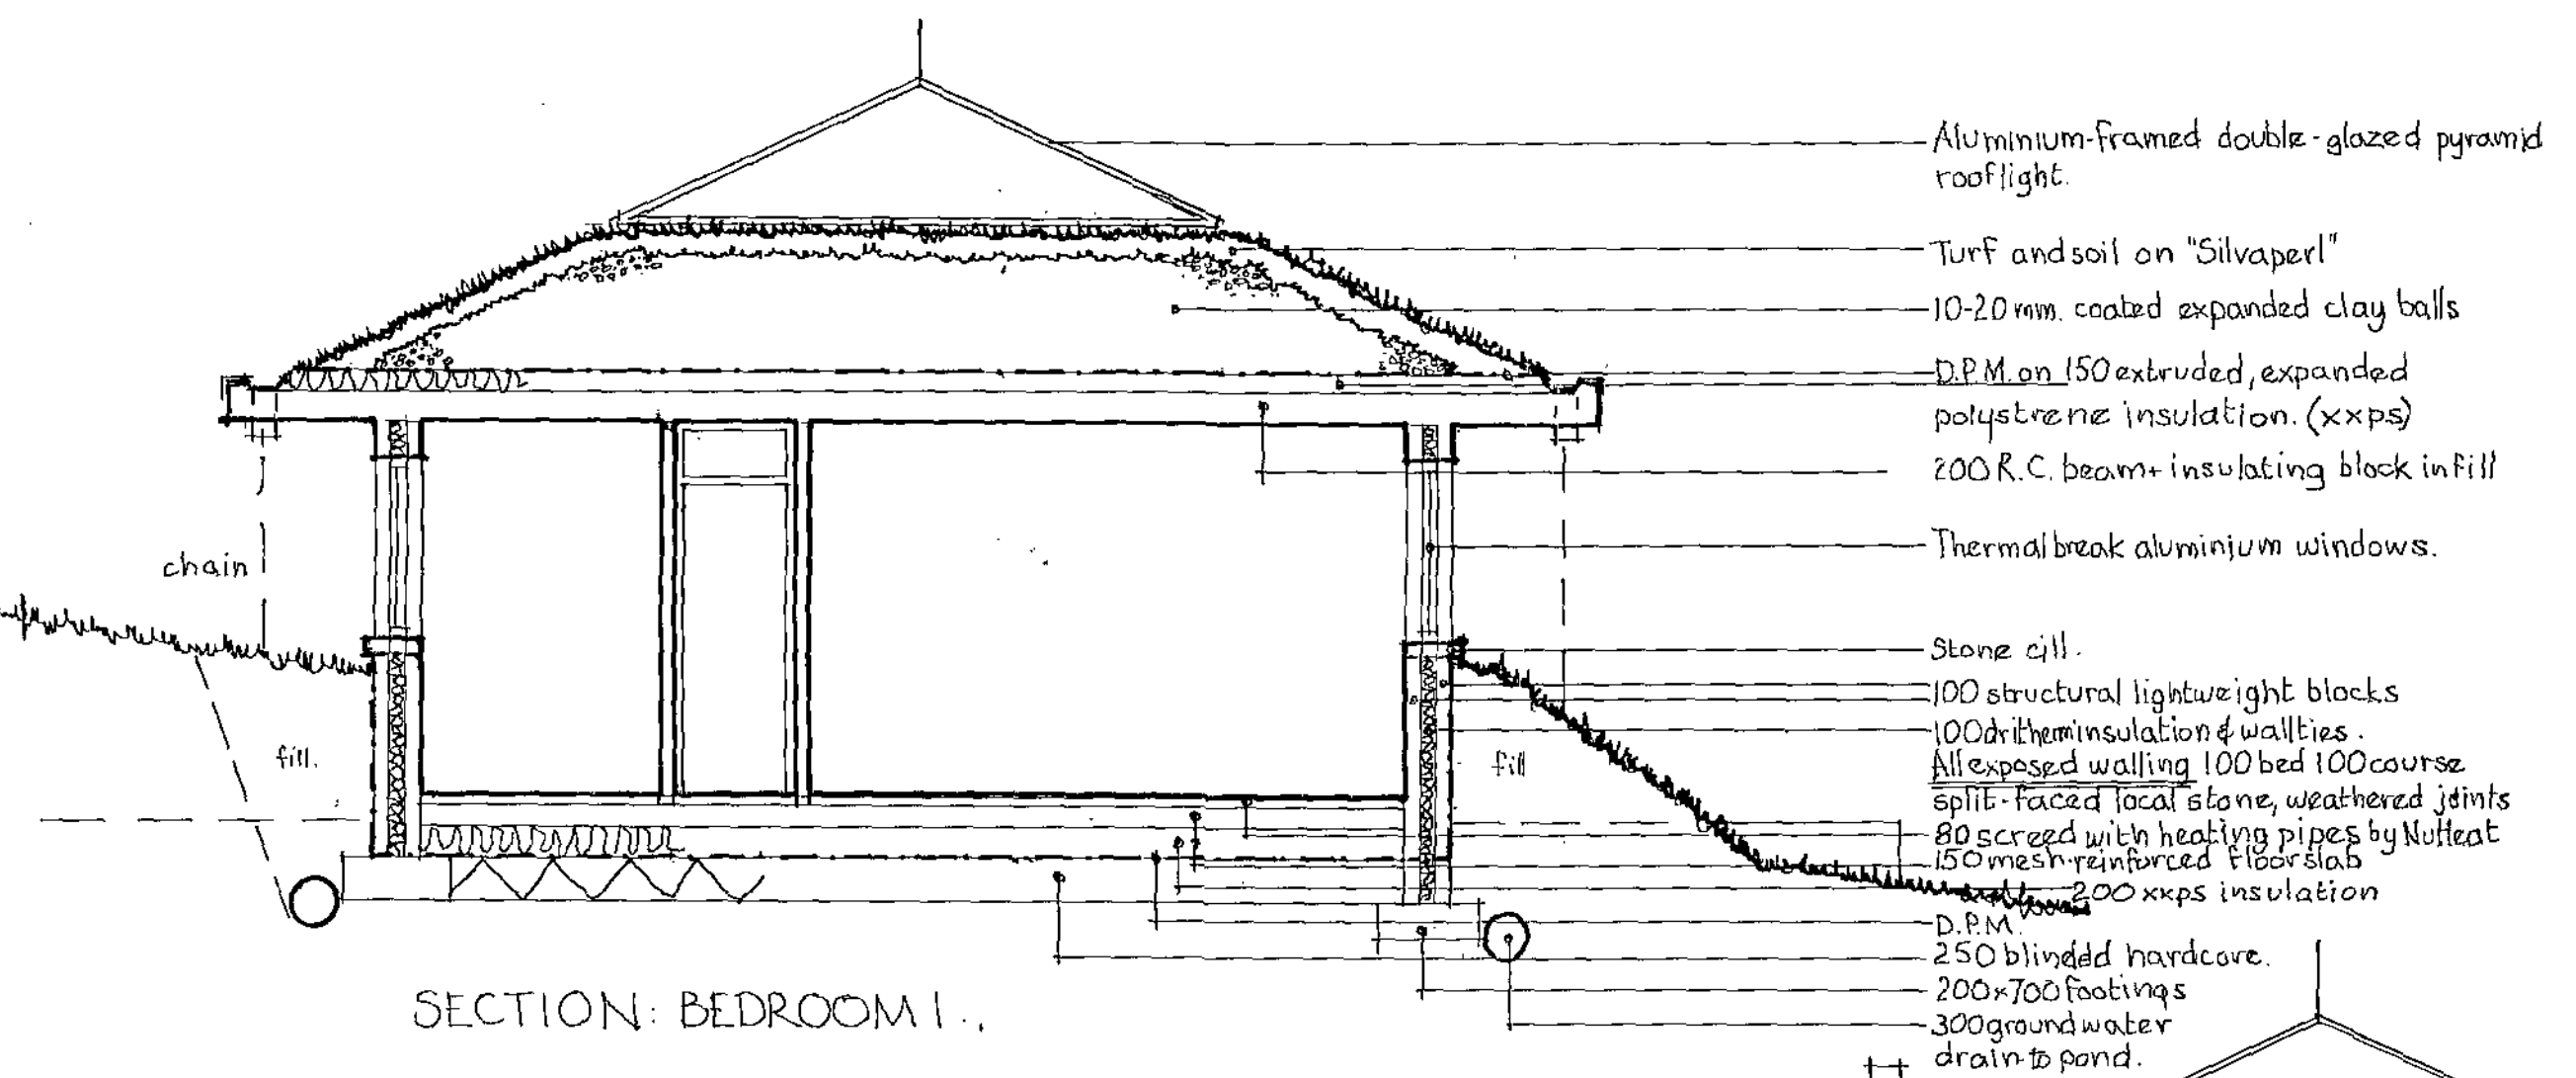 Aluminium-framed double-glazed pyramid
rooflight.
Turf and soil on "Silvaperl"
10-20 mm. coated expanded clay balls
D.P.M. on 150 extruded, expanded
polystrene insulation. (xxps)
200 R.C. beam + insulating block infill
Thermal break aluminium windows.
chain
Stone cill.
100 structural lightweight blocks
100 dritherm insulation & wallties.
fill.
fill
All exposed walling 100 bed 100 course
split-faced local stone, weathered joints
80 screed with heating pipes by NuHeat
150 mesh-reinforced floorslab
200 xxps insulation
D.P.M.
250 blinded hardcore.
200x700 footings
300 groundwater
drain to pond.
SECTION: BEDROOM 1.